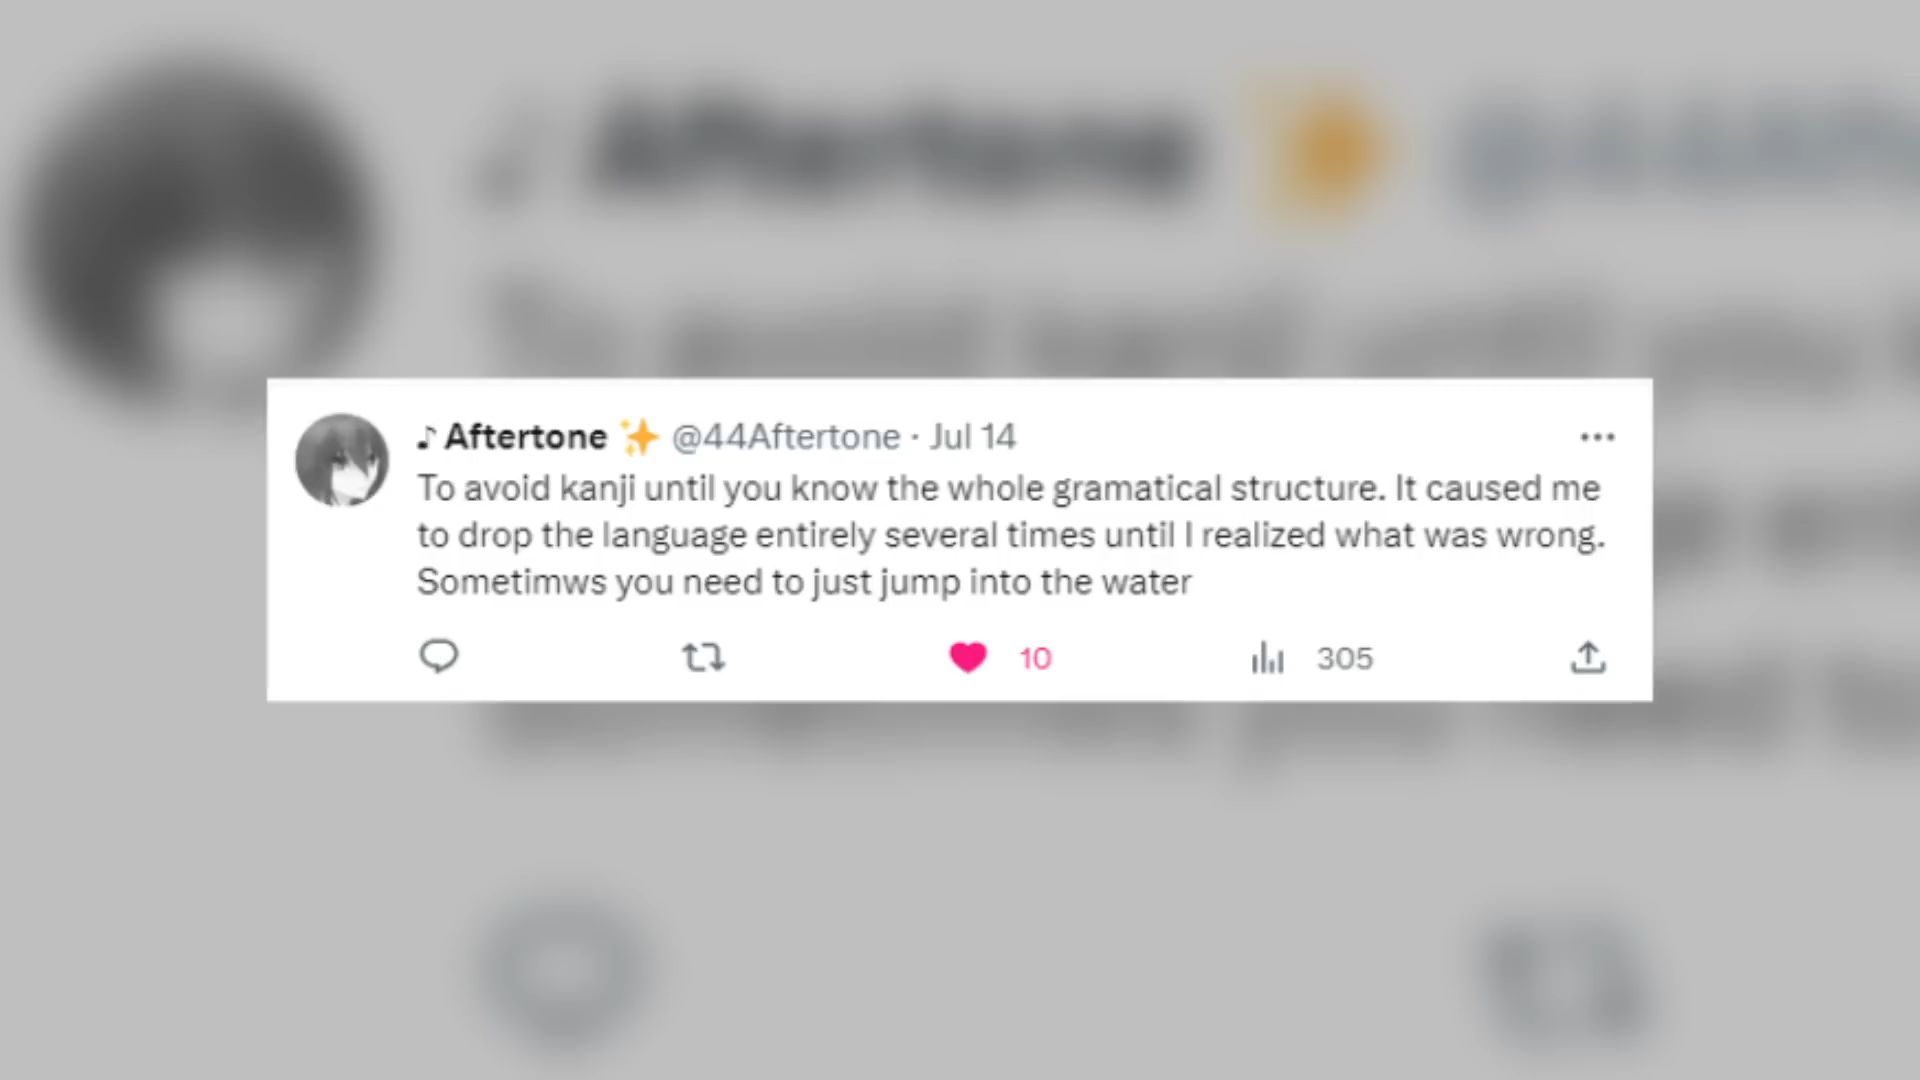 ♪ Aftertone ✨ @44Aftertone · Jul 14
To avoid kanji until you know the whole gramatical structure. It caused me
to drop the language entirely several times until I realized what was wrong.
Sometimws you need to just jump into the water
10 305